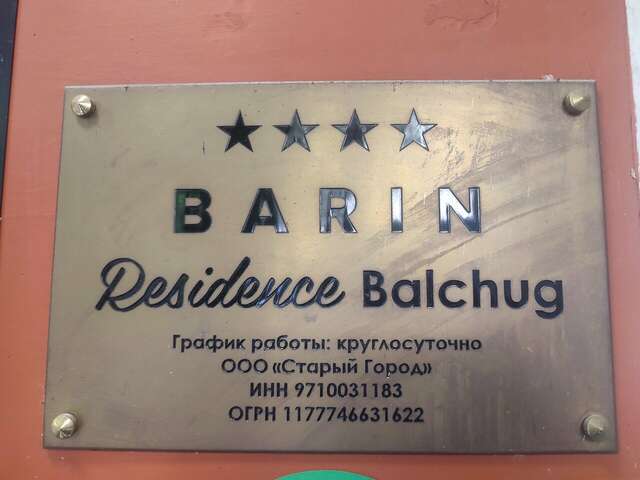 BARIN
Residence Balchug
График работы: круглосуточно
ООО «Старый Город»
ИНН 9710031183
ОГРН 1177746631622